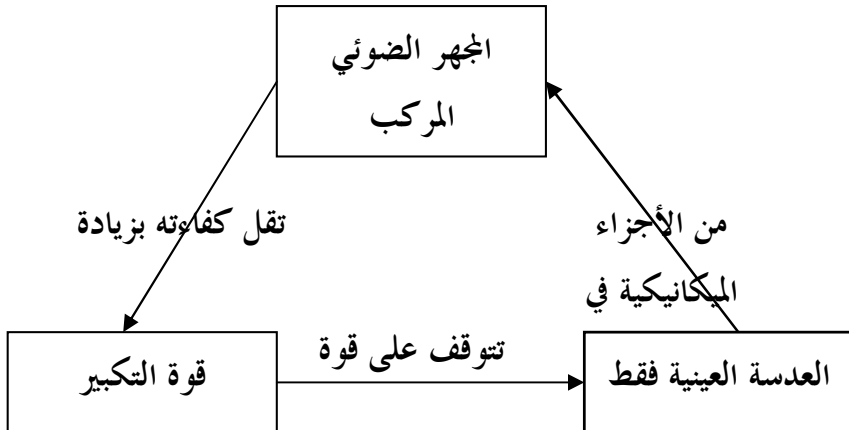 المجهر الضوئي
المركب
من الأجزاء
الميكانيكية في
تقل كفاءته بزيادة
العدسة العينية فقط
تتوقف على قوة
قوة التكبير